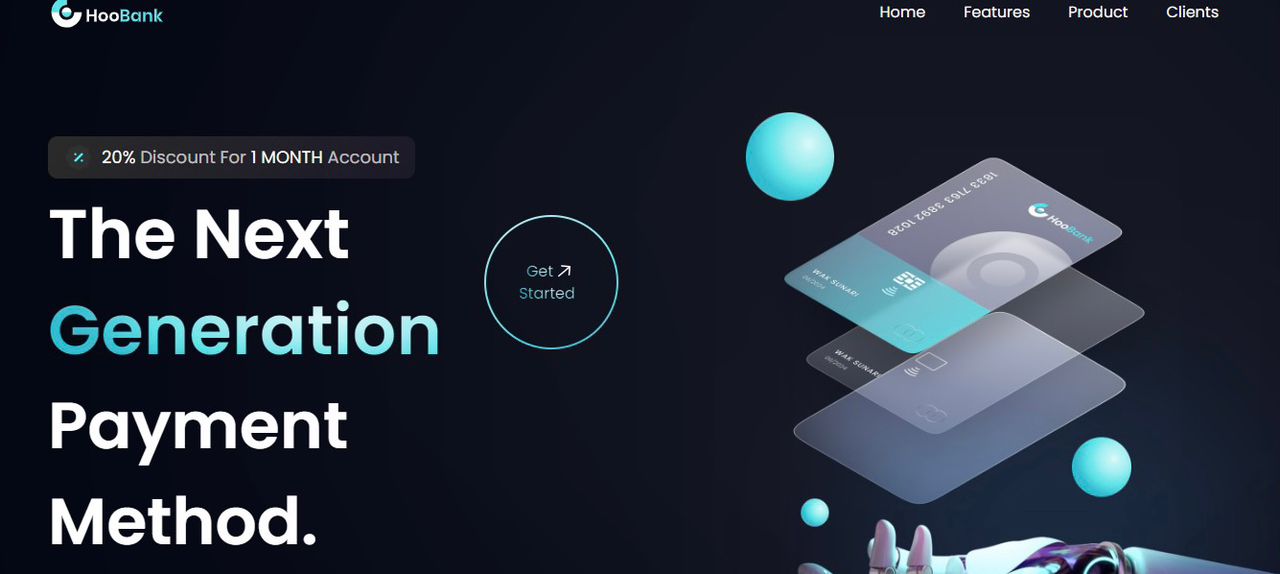 HooBank
Home
Features
Product
Clients
20% Discount For 1 MONTH Account
The Next
Generation
Payment
Method.
Get
Started
1833 7163 3892 1028
HooBank
WAK SUNARI
06/2024
WAK SUNARI
06/2024